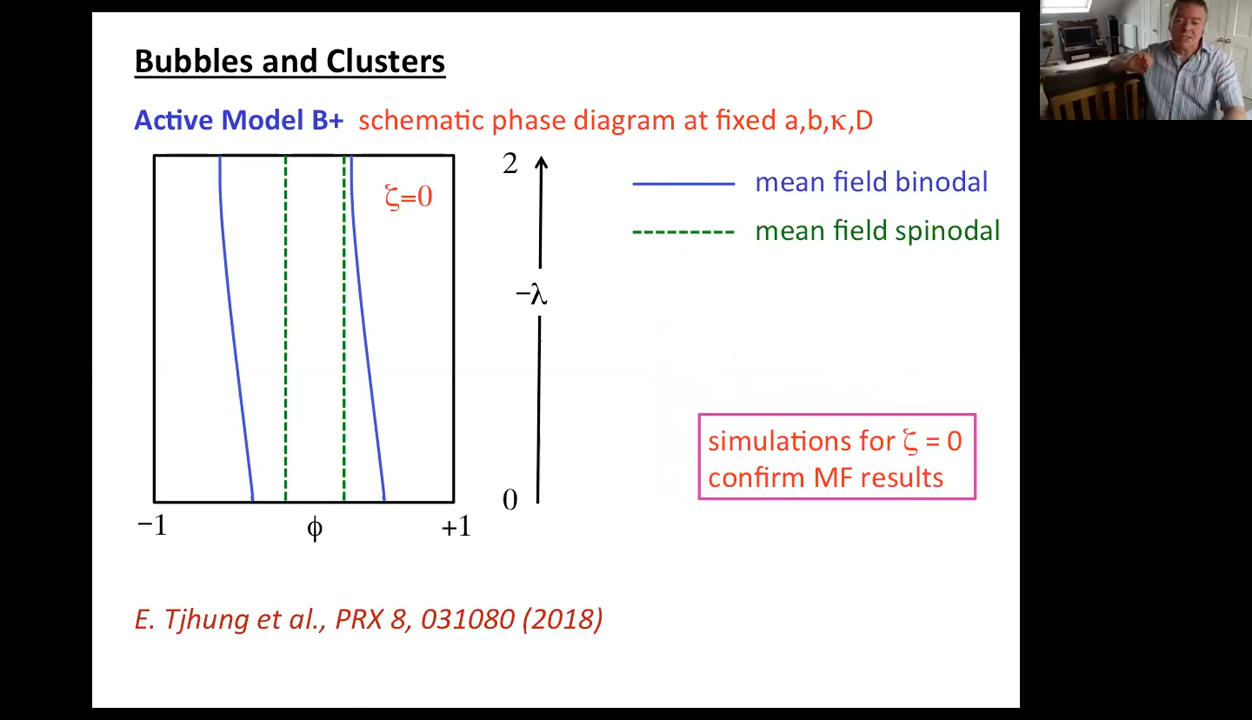 Bubbles and Clusters
Active Model B+ schematic phase diagram at fixed a,b,κ,D
ζ=0
2
−λ
0
−1
ϕ
+1
mean field binodal
mean field spinodal
simulations for ζ = 0
confirm MF results
E. Tjhung et al., PRX 8, 031080 (2018)